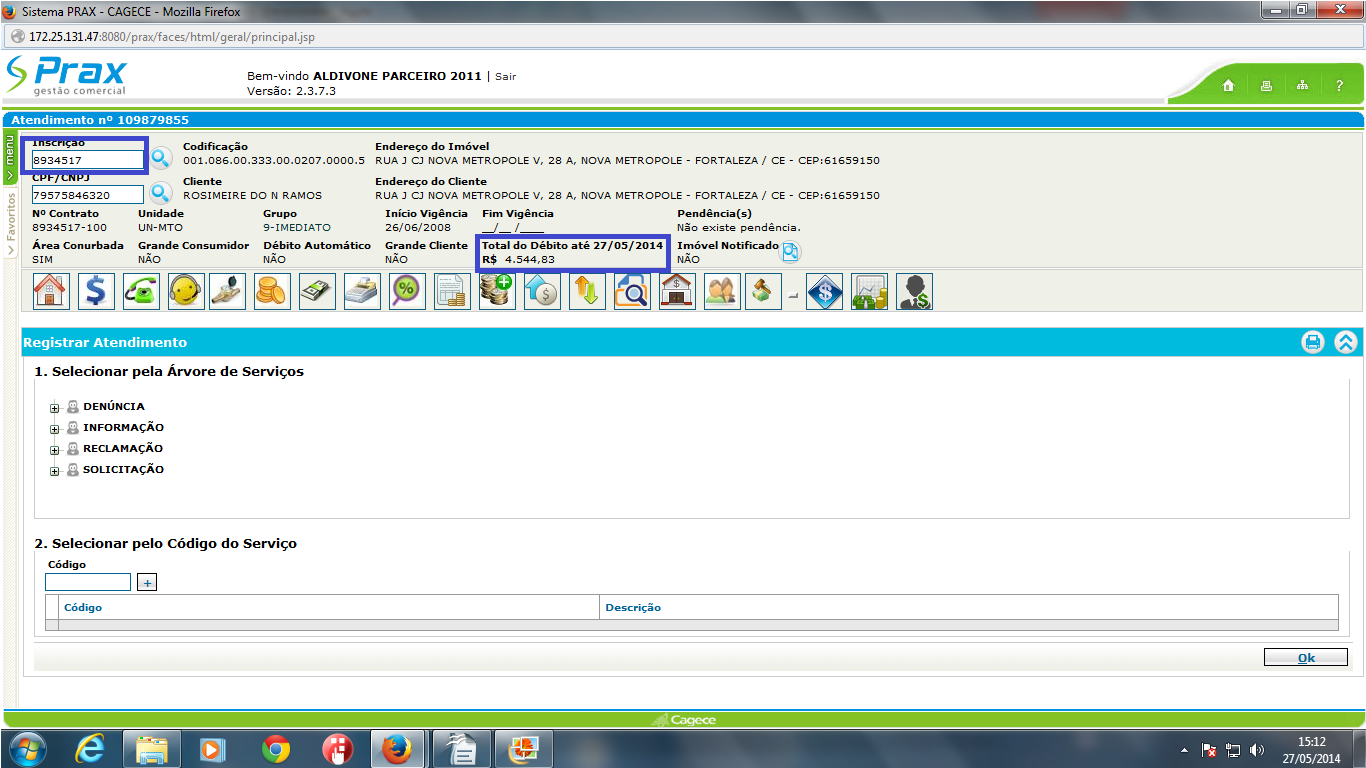 Sistema PRAX - CAGECE - Mozilla Firefox
172.25.131.47:8080/prax/faces/html/geral/principal.jsp
Prax
gestão comercial
Bem-vindo ALDIVONE PARCEIRO 2011 | Sair
Versão: 2.3.7.3
?
Atendimento nº 109879855
menu
Favoritos
Inscrição Codificação Endereço do Imóvel
8934517 001.086.00.333.00.0207.0000.5 RUA J CJ NOVA METROPOLE V, 28 A, NOVA METROPOLE - FORTALEZA / CE - CEP:61659150
CPF/CNPJ Cliente Endereço do Cliente
79575846320 ROSIMEIRE DO N RAMOS RUA J CJ NOVA METROPOLE V, 28 A, NOVA METROPOLE - FORTALEZA / CE - CEP:61659150
Nº Contrato Unidade Grupo Início Vigência Fim Vigência Pendência(s)
8934517-100 UN-MTO 9-IMEDIATO 26/06/2008 __/__ /____ Não existe pendência.
Área Conurbada Grande Consumidor Débito Automático Grande Cliente Total do Débito até 27/05/2014 Imóvel Notificado
SIM NÃO NÃO NÃO R$ 4.544,83 NÃO
Registrar Atendimento
1. Selecionar pela Árvore de Serviços
DENÚNCIA
INFORMAÇÃO
RECLAMAÇÃO
SOLICITAÇÃO
2. Selecionar pelo Código do Serviço
Código
+
Código Descrição
Ok
Cagece
15:12
27/05/2014